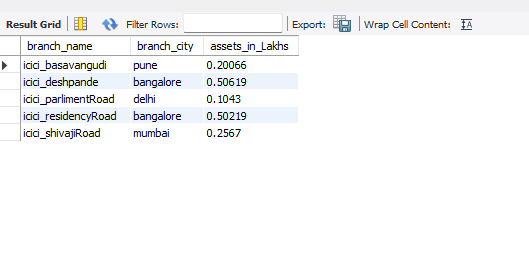 Result Grid Filter Rows: Export: Wrap Cell Content:
branch_name branch_city assets_in_Lakhs
icici_basavangudi pune 0.20066
icici_deshpande bangalore 0.50619
icici_parlimentRoad delhi 0.1043
icici_residencyRoad bangalore 0.50219
icici_shivajiRoad mumbai 0.2567